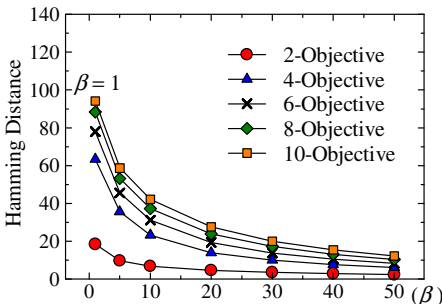 140
120
100
80
60
40
20
0
Hamming Distance
β = 1
2-Objective
4-Objective
6-Objective
8-Objective
10-Objective
0 10 20 30 40 50 (β)